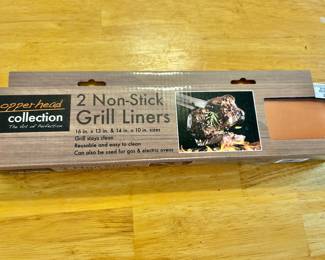 opper-head
collection
The Art of Perfection
2 Non-Stick
Grill Liners
16 in. x 13 in. & 14 in. x 10 in. sizes
Grill stays clean
Reusable and easy to clean
Can also be used for gas & electric ovens